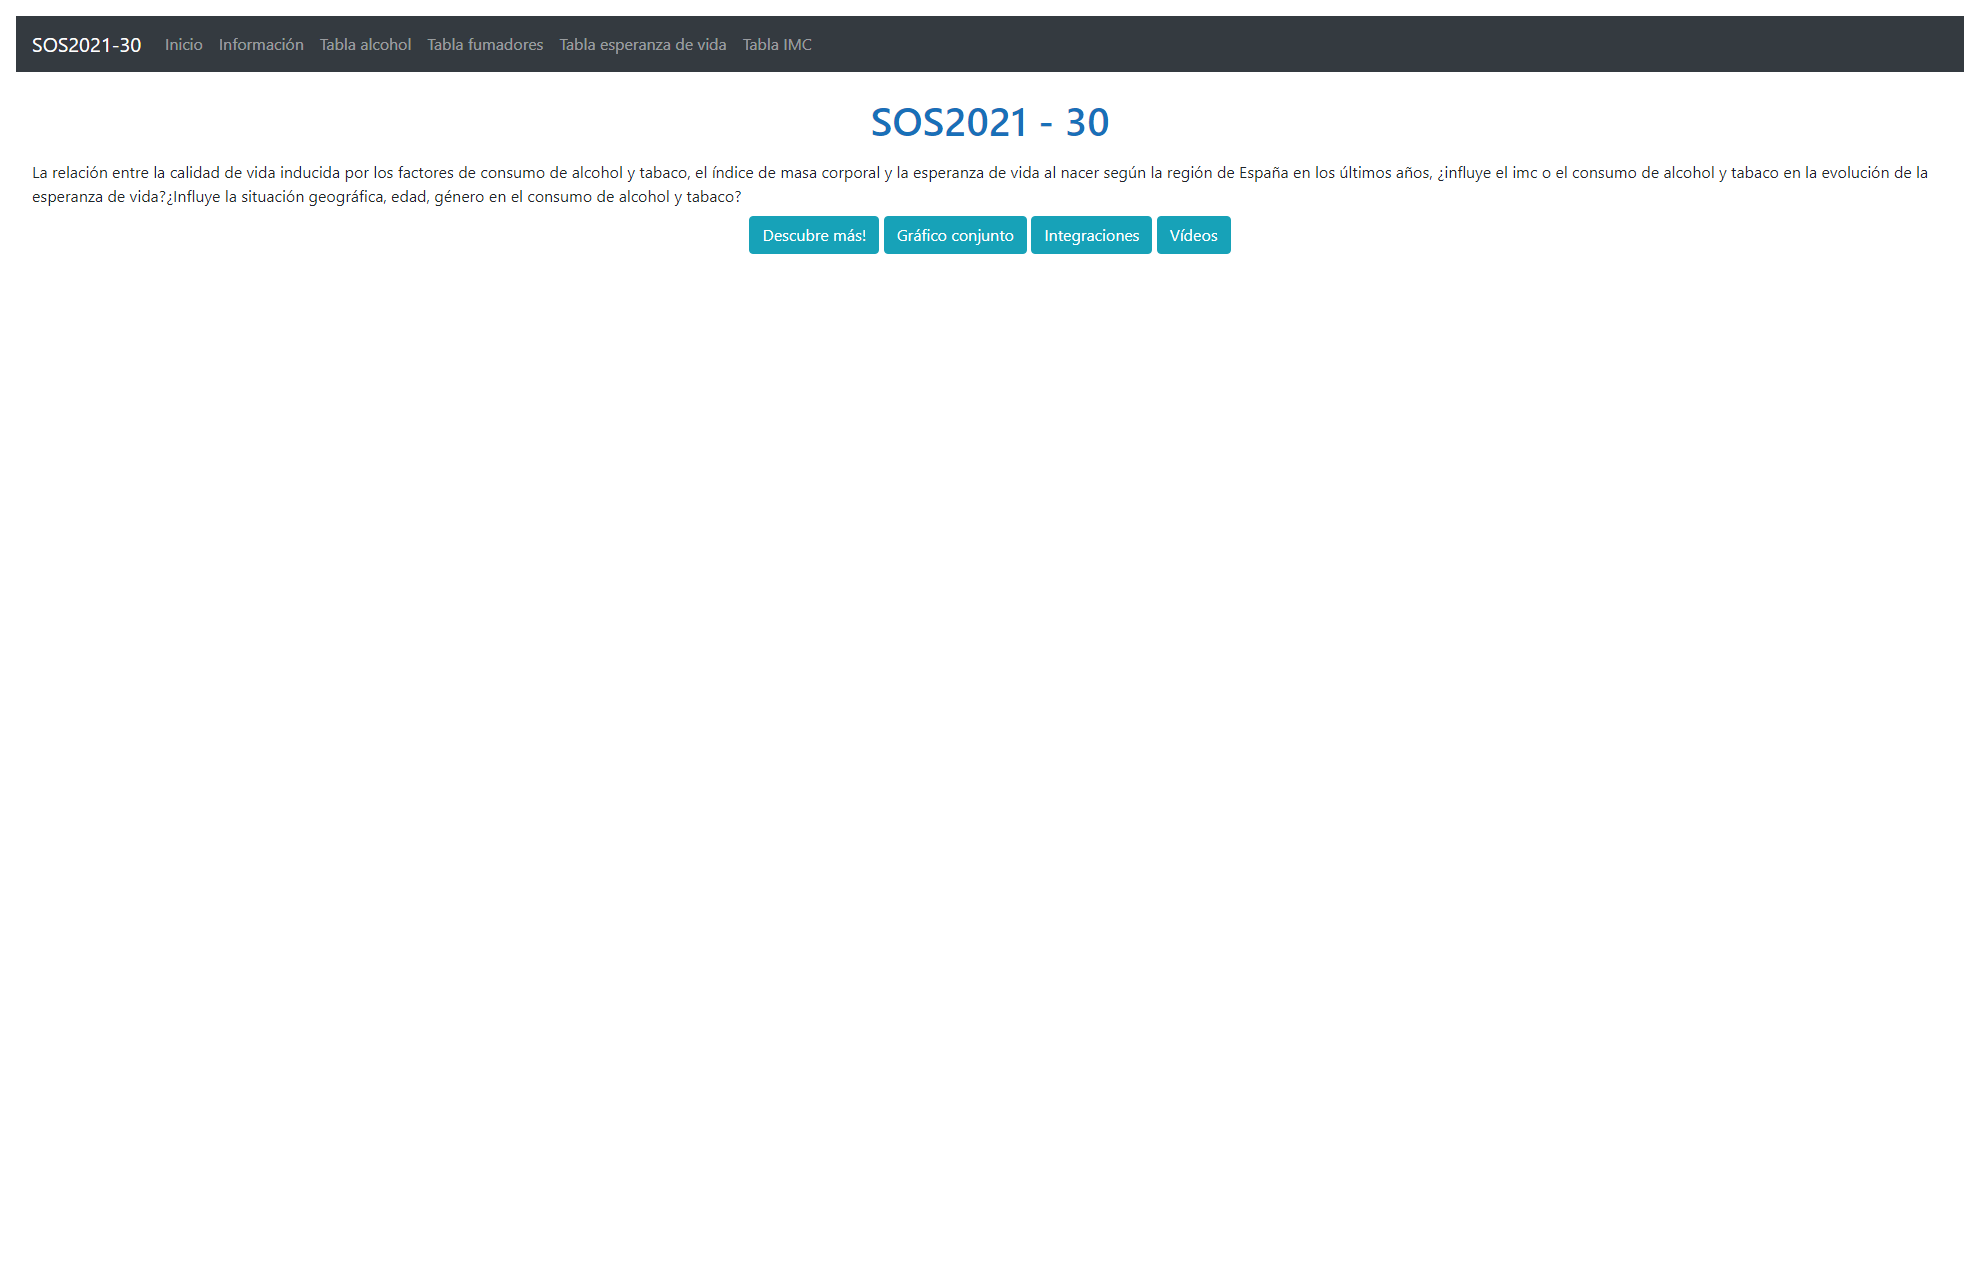 SOS2021-30 Inicio Información Tabla alcohol Tabla fumadores Tabla esperanza de vida Tabla IMC
SOS2021 - 30
La relación entre la calidad de vida inducida por los factores de consumo de alcohol y tabaco, el índice de masa corporal y la esperanza de vida al nacer según la región de España en los últimos años, ¿influye el imc o el consumo de alcohol y tabaco en la evolución de la
esperanza de vida?¿Influye la situación geográfica, edad, género en el consumo de alcohol y tabaco?
Descubre más! Gráfico conjunto Integraciones Vídeos